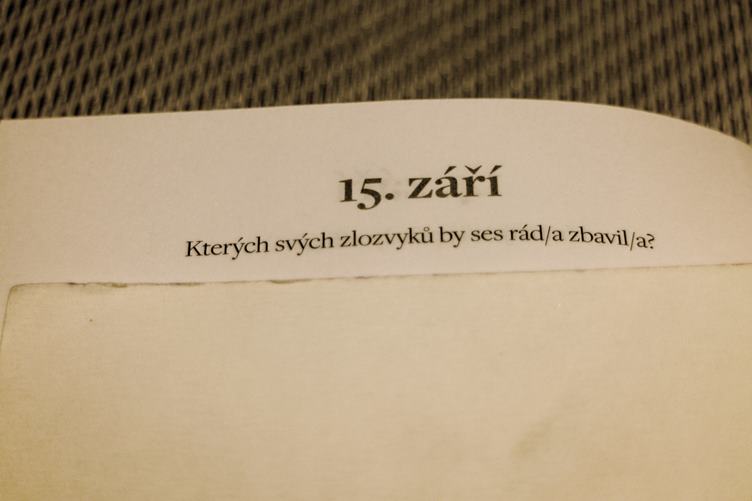 15. září
Kterých svých zlozvyků by ses rád/a zbavil/a?